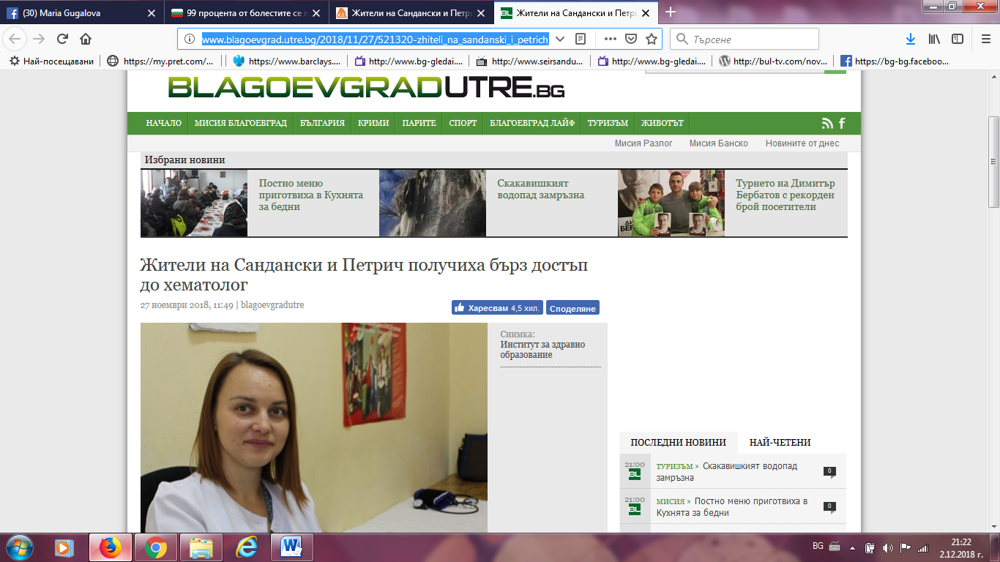 (30) Maria Gugalova
99 процента от болестите се п
Жители на Сандански и Петри
Жители на Сандански и Петри
www.blagoevgrad.utre.bg/2018/11/27/521320-zhiteli_na_sandanski_i_petrich
Търсене
Най-посещавани
https://my.pret.com/...
https://www.barclays....
http://www.bg-gledai....
http://www.seirsandu...
http://www.bg-gledai....
http://bul-tv.com/nov...
https://bg-bg.faceboo...
BLAGOEVGRADUTRE.BG
НАЧАЛО МИСИЯ БЛАГОЕВГРАД БЪЛГАРИЯ КРИМИ ПАРИТЕ СПОРТ БЛАГОЕВГРАД ЛАЙФ ТУРИЗЪМ ЖИВОТЪТ
Мисия Разлог Мисия Банско Новините от днес
Избрани новини
Постно меню
приготвиха в Кухнята
за бедни
Скакавишкият
водопад замръзна
Турнето на Димитър
Бербатов с рекорден
брой посетители
Жители на Сандански и Петрич получиха бърз достъп
до хематолог
27 ноември 2018, 11:49 | blagoevgradutre
Харесвам 4,5 хил.
Споделяне
Снимка:
Институт за здравно
образование
ПОСЛЕДНИ НОВИНИ НАЙ-ЧЕТЕНИ
21:00
BL
ТУРИЗЪМ » Скакавишкият водопад
замръзна
0
21:00
BL
МИСИЯ » Постно меню приготвиха в
Кухнята за бедни
0
BG
21:22
2.12.2018 г.